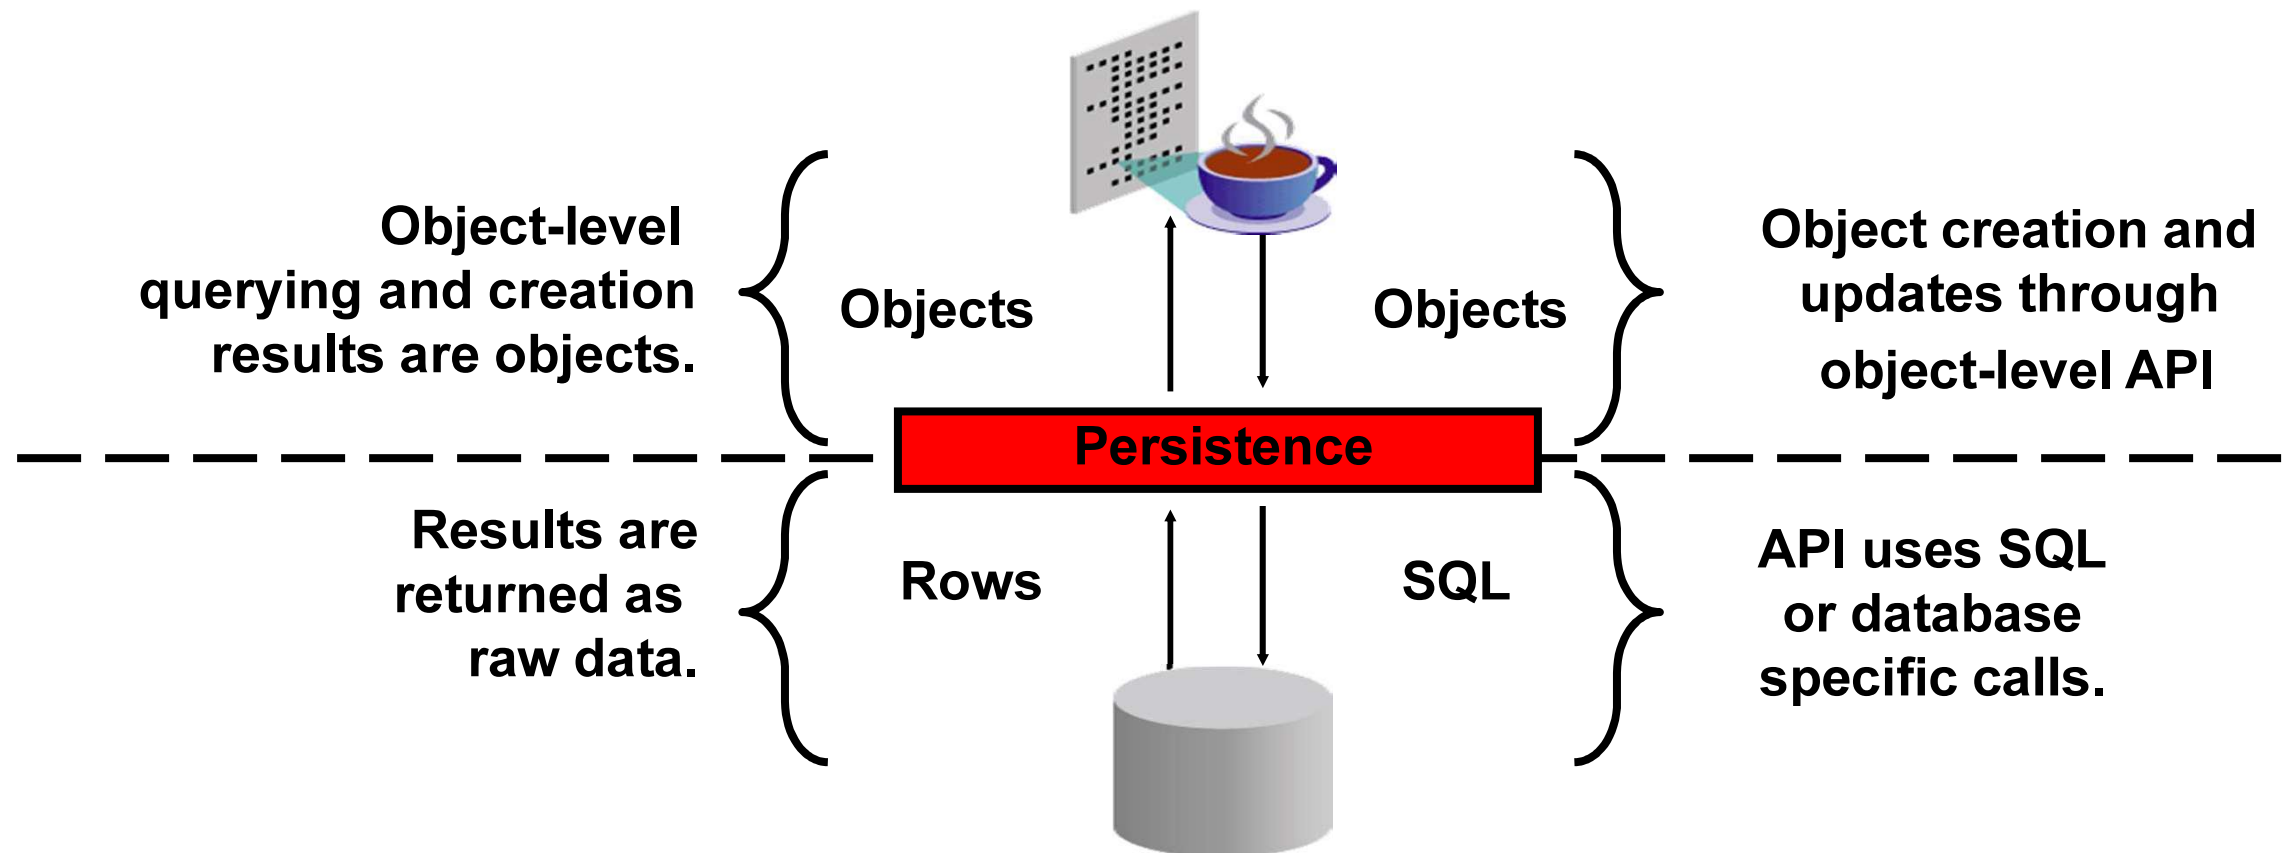 Object-level
querying and creation
results are objects.
Objects
Objects
Object creation and
updates through
object-level API
Persistence
Results are
returned as
raw data.
Rows
SQL
API uses SQL
or database
specific calls.